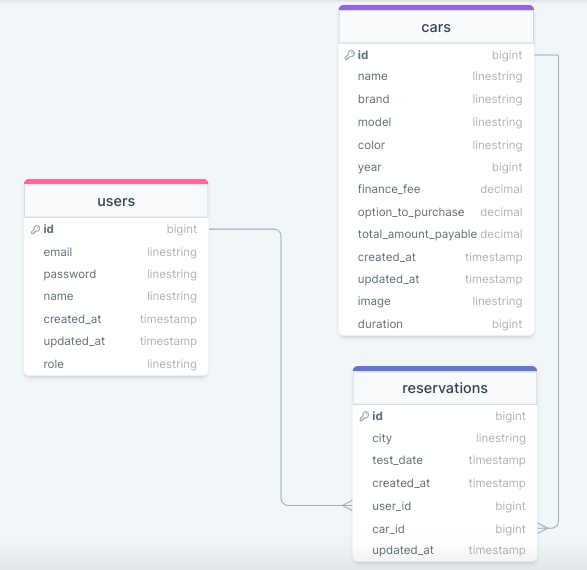 cars
id bigint
name linestring
brand linestring
model linestring
color linestring
year bigint
finance_fee decimal
option_to_purchase decimal
total_amount_payable decimal
created_at timestamp
updated_at timestamp
image linestring
duration bigint
users
id bigint
email linestring
password linestring
name linestring
created_at timestamp
updated_at timestamp
role linestring
reservations
id bigint
city linestring
test_date timestamp
created_at timestamp
user_id bigint
car_id bigint
updated_at timestamp